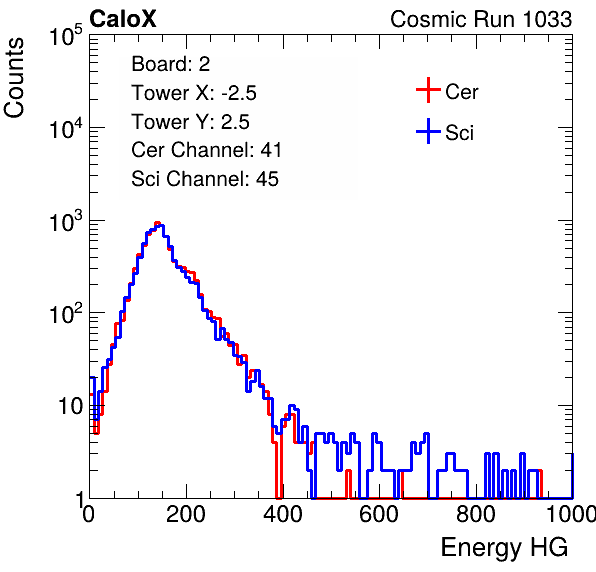 CaloX Cosmic Run 1033
Counts
10^5
10^4
10^3
10^2
10
1
Board: 2
Tower X: -2.5
Tower Y: 2.5
Cer Channel: 41
Sci Channel: 45
Cer
Sci
0 200 400 600 800 1000
Energy HG